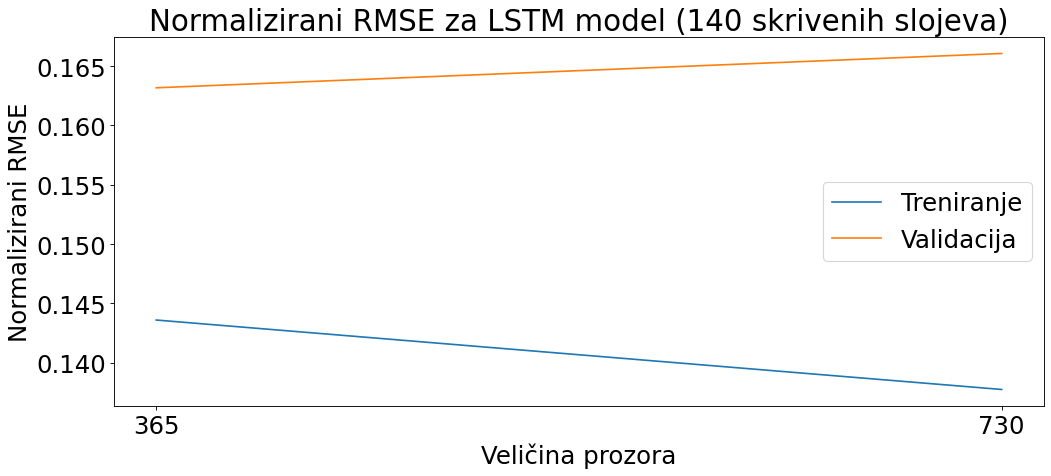 Normalizirani RMSE za LSTM model (140 skrivenih slojeva)
Normalizirani RMSE
0.165
0.160
0.155
0.150
0.145
0.140
Treniranje
Validacija
365
730
Veličina prozora